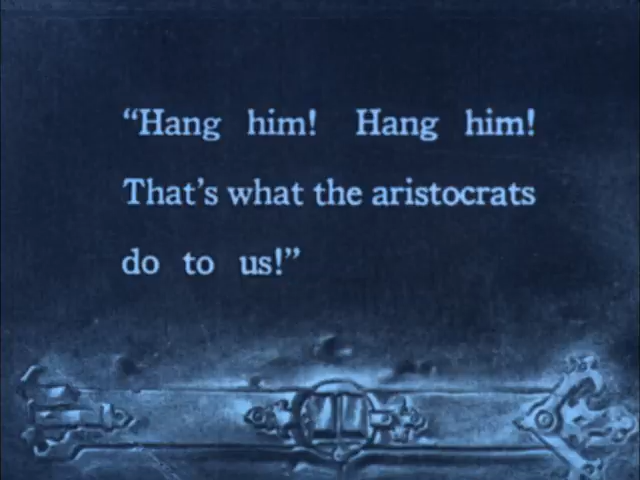 “Hang him! Hang him!
That’s what the aristocrats
do to us!”